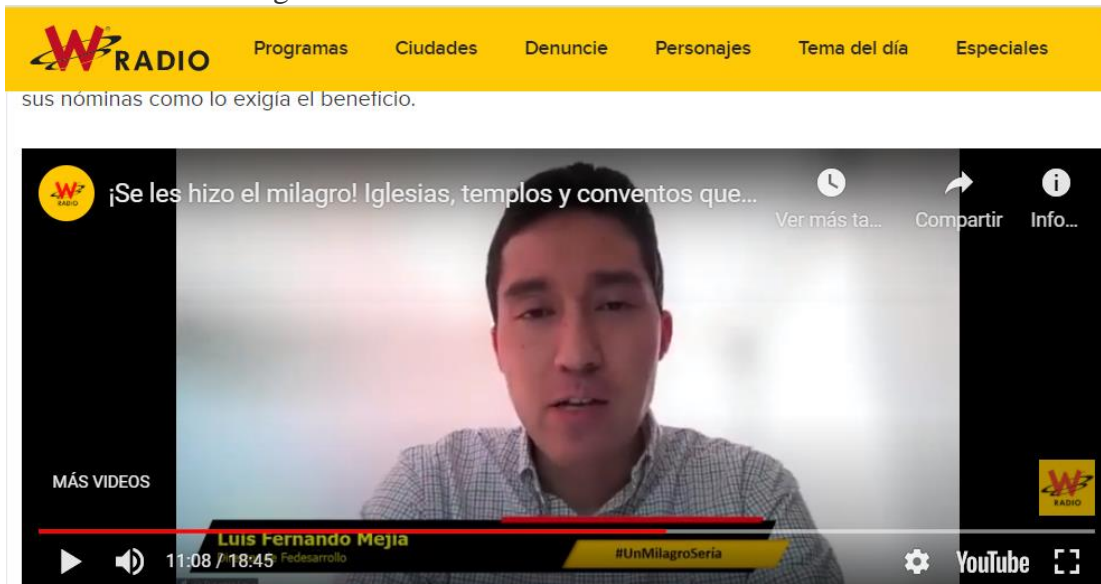 W RADIO Programas Ciudades Denuncie Personajes Tema del día Especiales
sus nóminas como lo exigía el beneficio.
W RADIO ¡Se les hizo el milagro! Iglesias, templos y conventos que...
Ver más ta... Compartir Info...
MÁS VIDEOS
W RADIO
Luis Fernando Mejía
Fedesarrollo
#UnMilagroSería
11:08 / 18:45
YouTube